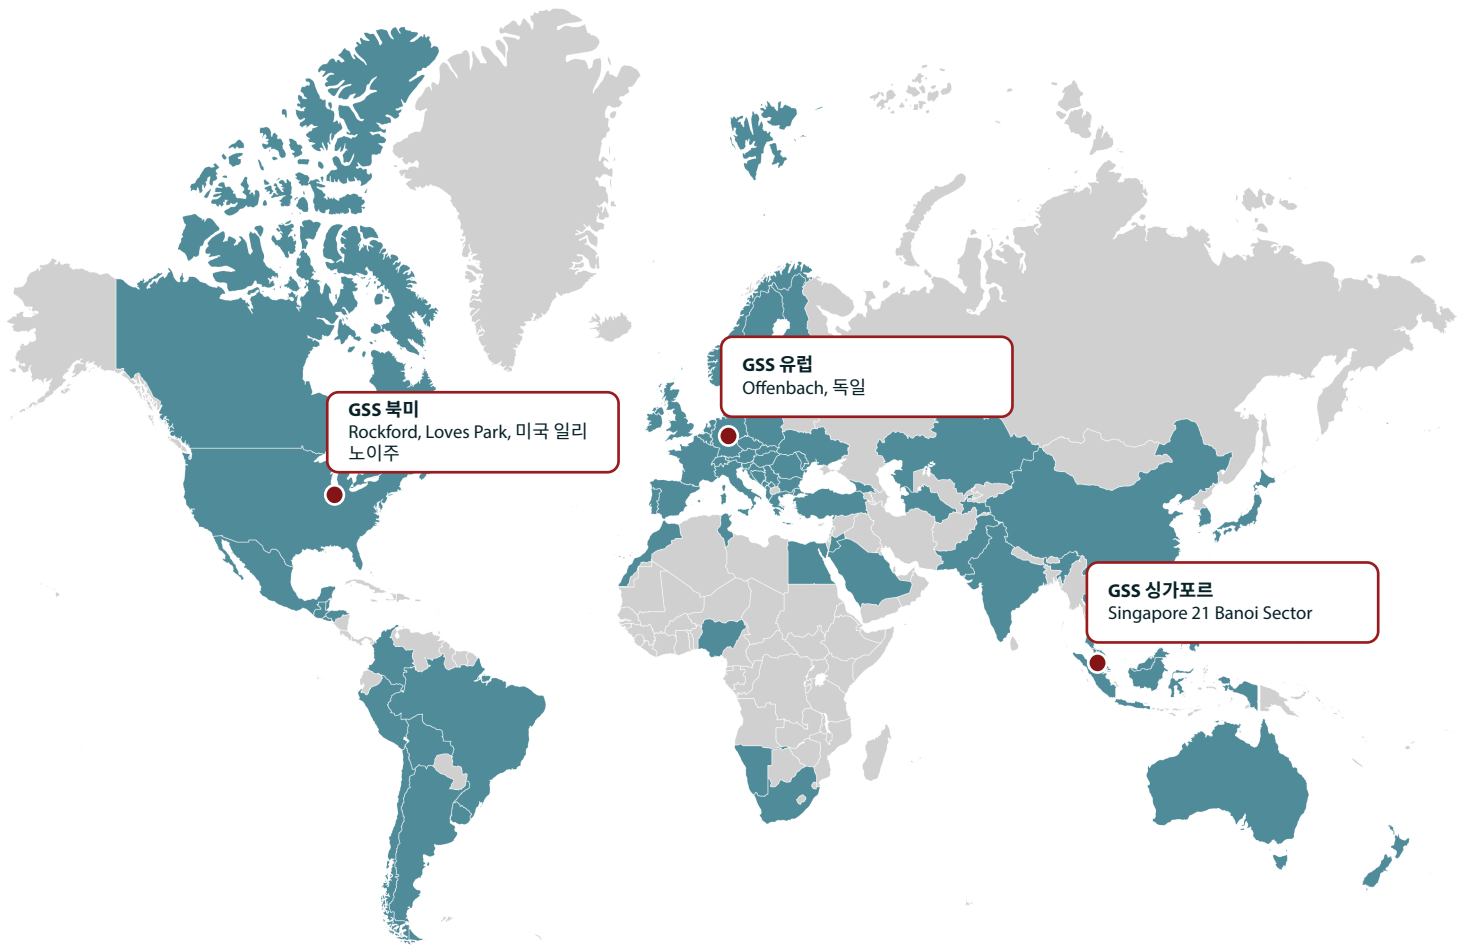 GSS 유럽
Offenbach, 독일
GSS 북미
Rockford, Loves Park, 미국 일리
노이주
GSS 싱가포르
Singapore 21 Banoi Sector